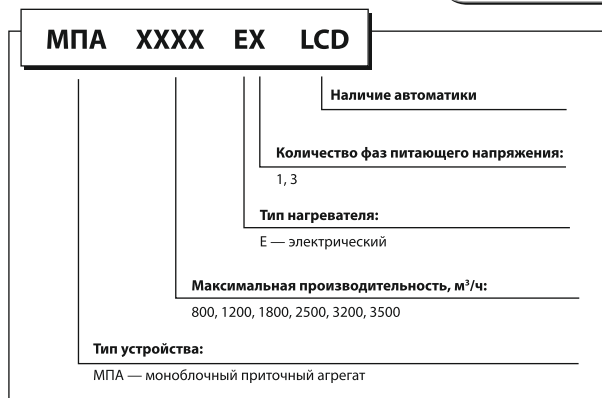 МПА XXXX EX LCD
Наличие автоматики
Количество фаз питающего напряжения:
1, 3
Тип нагревателя:
Е — электрический
Максимальная производительность, м³/ч:
800, 1200, 1800, 2500, 3200, 3500
Тип устройства:
МПА — моноблочный приточный агрегат